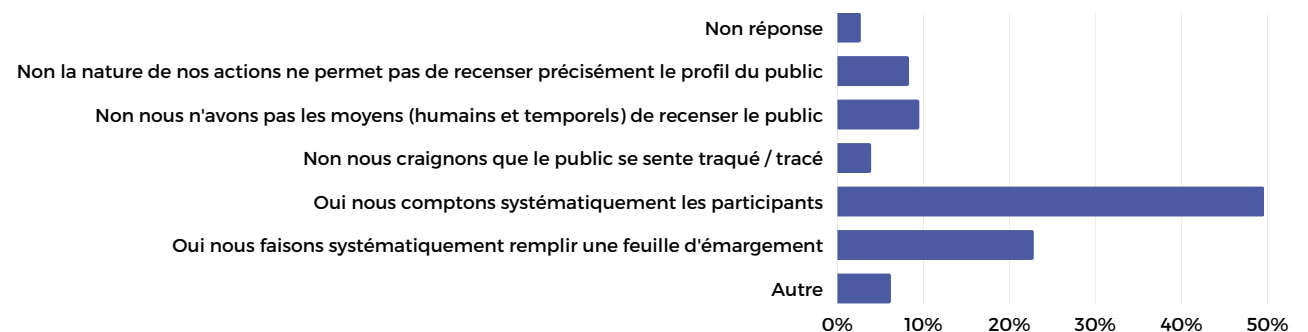 Non réponse
Non la nature de nos actions ne permet pas de recenser précisément le profil du public
Non nous n'avons pas les moyens (humains et temporels) de recenser le public
Non nous craignons que le public se sente traqué / tracé
Oui nous comptons systématiquement les participants
Oui nous faisons systématiquement remplir une feuille d'émargement
Autre
0% 10% 20% 30% 40% 50%